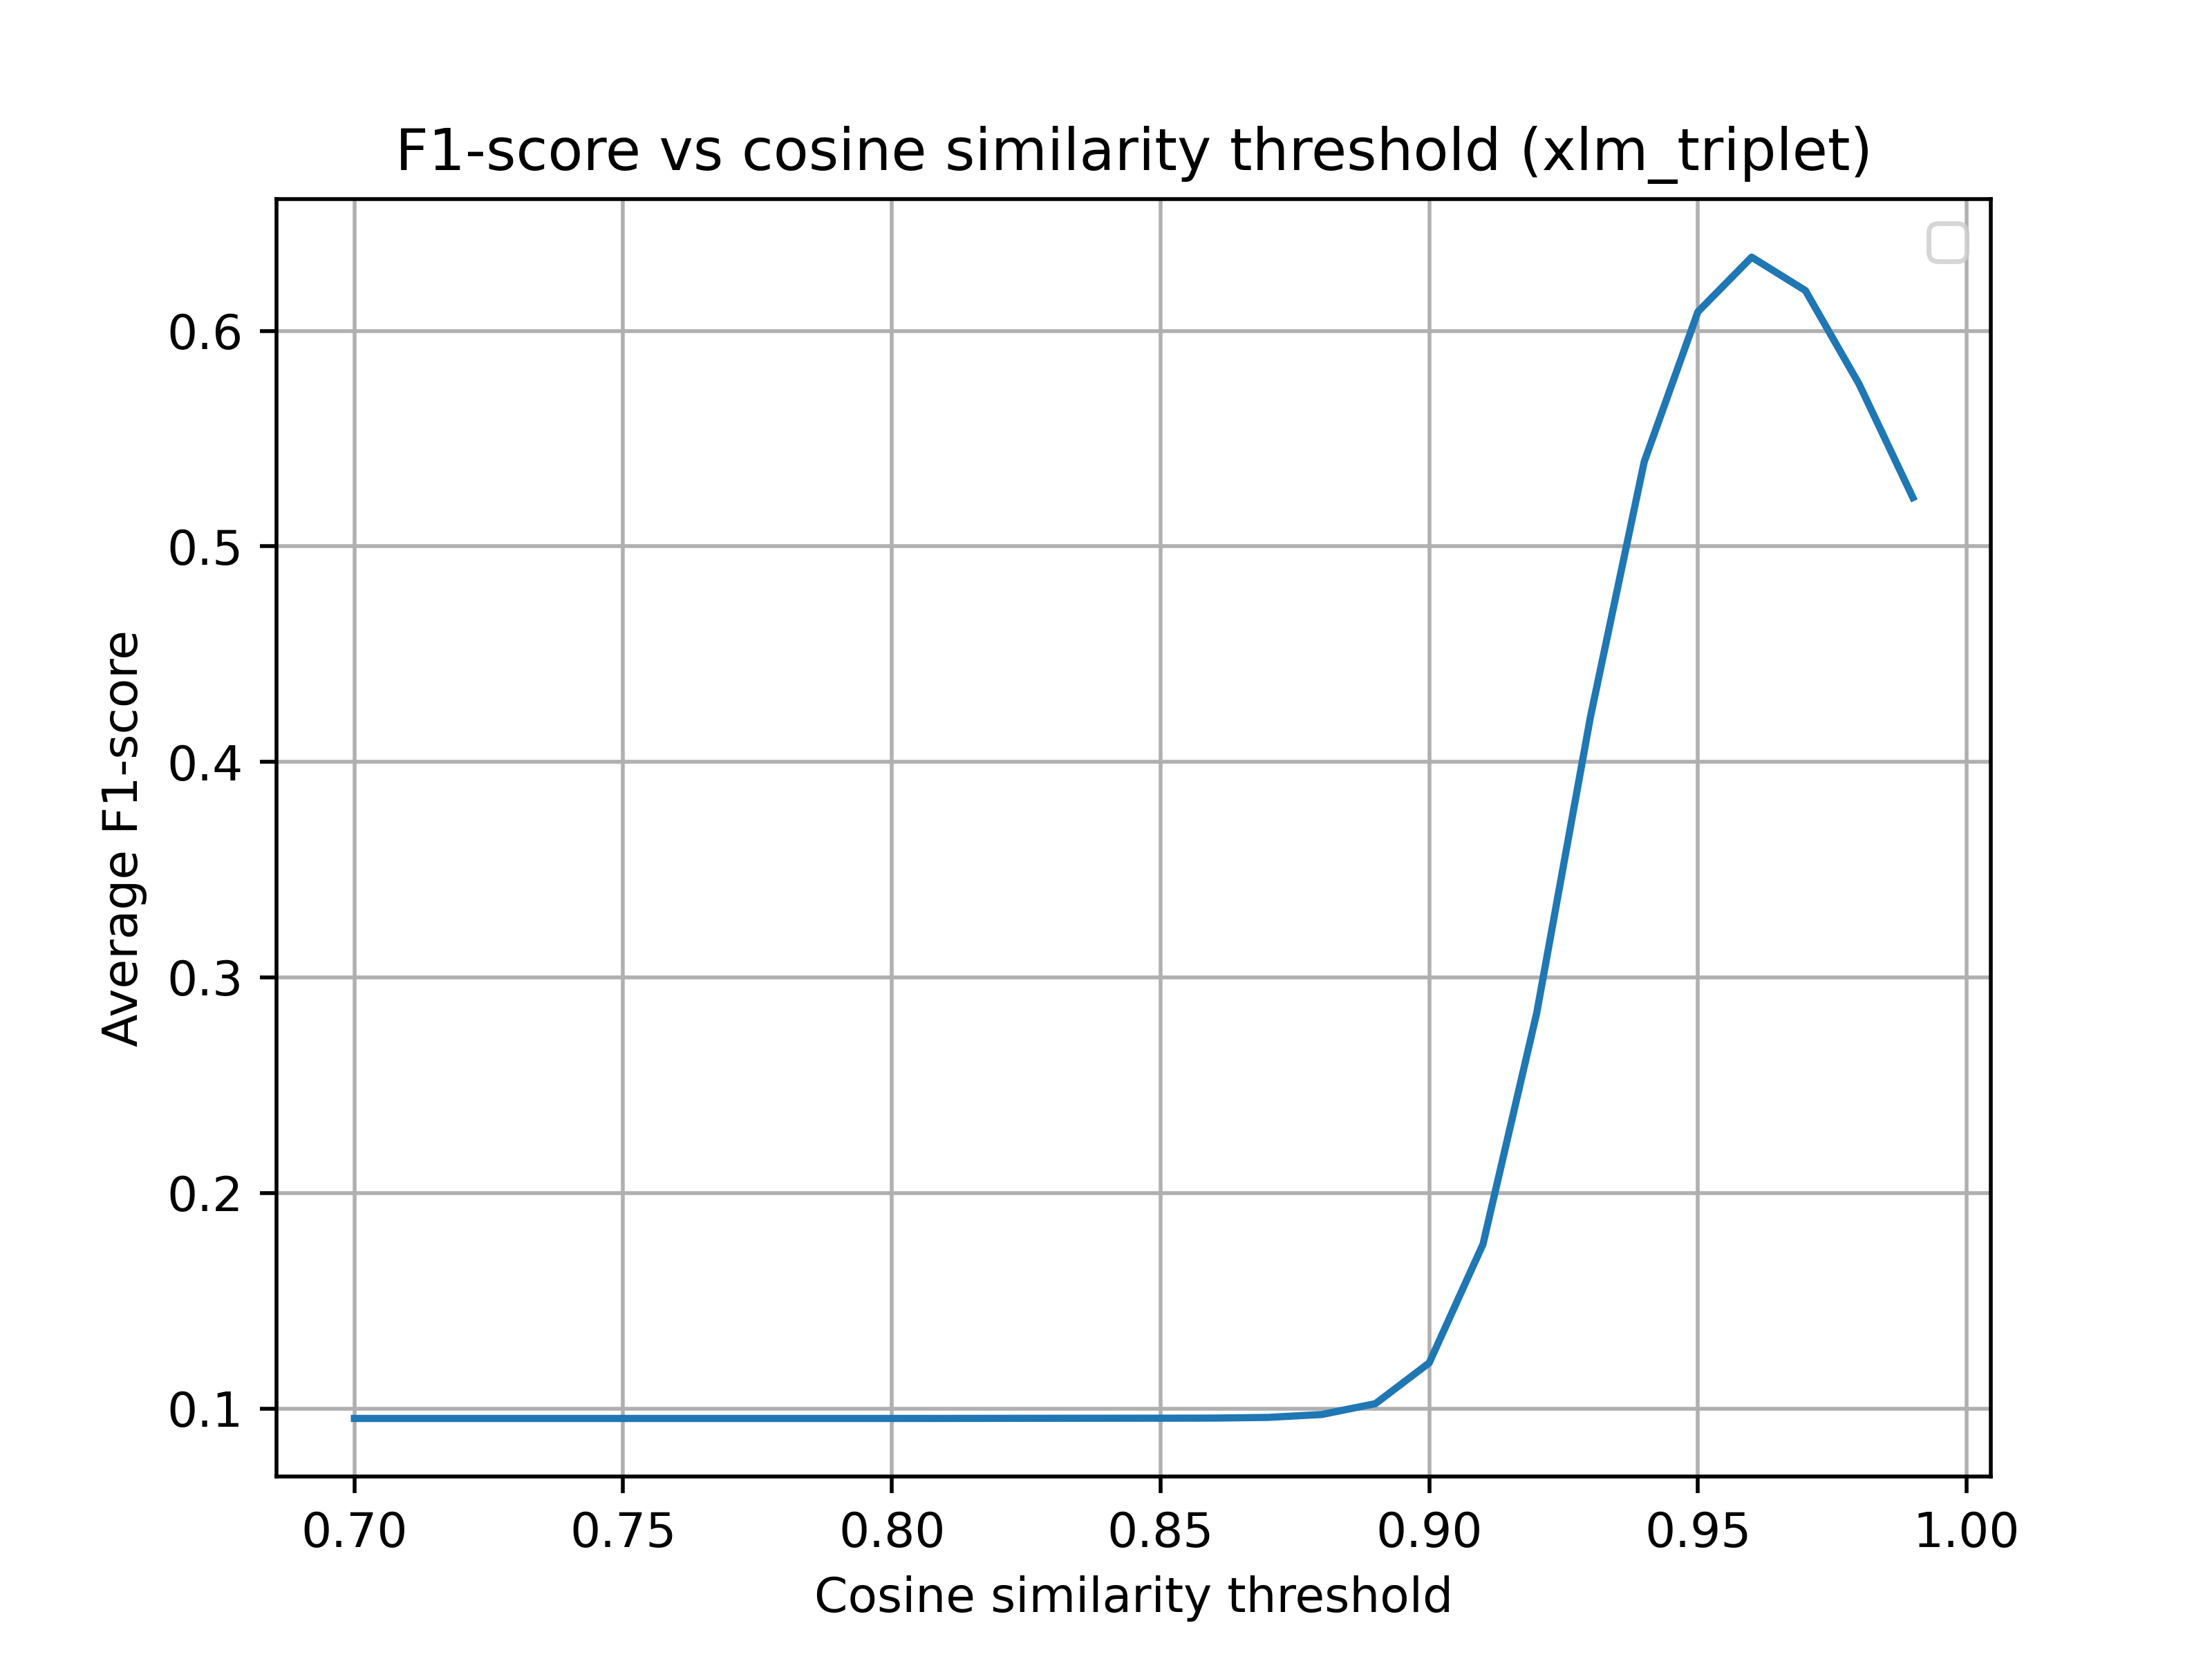 F1-score vs cosine similarity threshold (xlm_triplet)
Average F1-score
0.6
0.5
0.4
0.3
0.2
0.1
0.70 0.75 0.80 0.85 0.90 0.95 1.00
Cosine similarity threshold